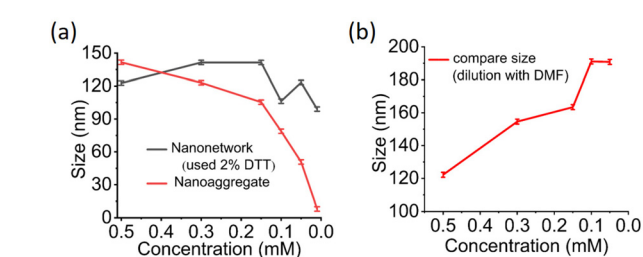 (a)
150
120
90
60
30
0
Size (nm)
Nanonetwork
(used 2% DTT)
Nanoaggregate
0.5 0.4 0.3 0.2 0.1 0.0
Concentration (mM)
(b)
200
180
160
140
120
100
Size (nm)
compare size
(dilution with DMF)
0.5 0.4 0.3 0.2 0.1 0.0
Concentration (mM)